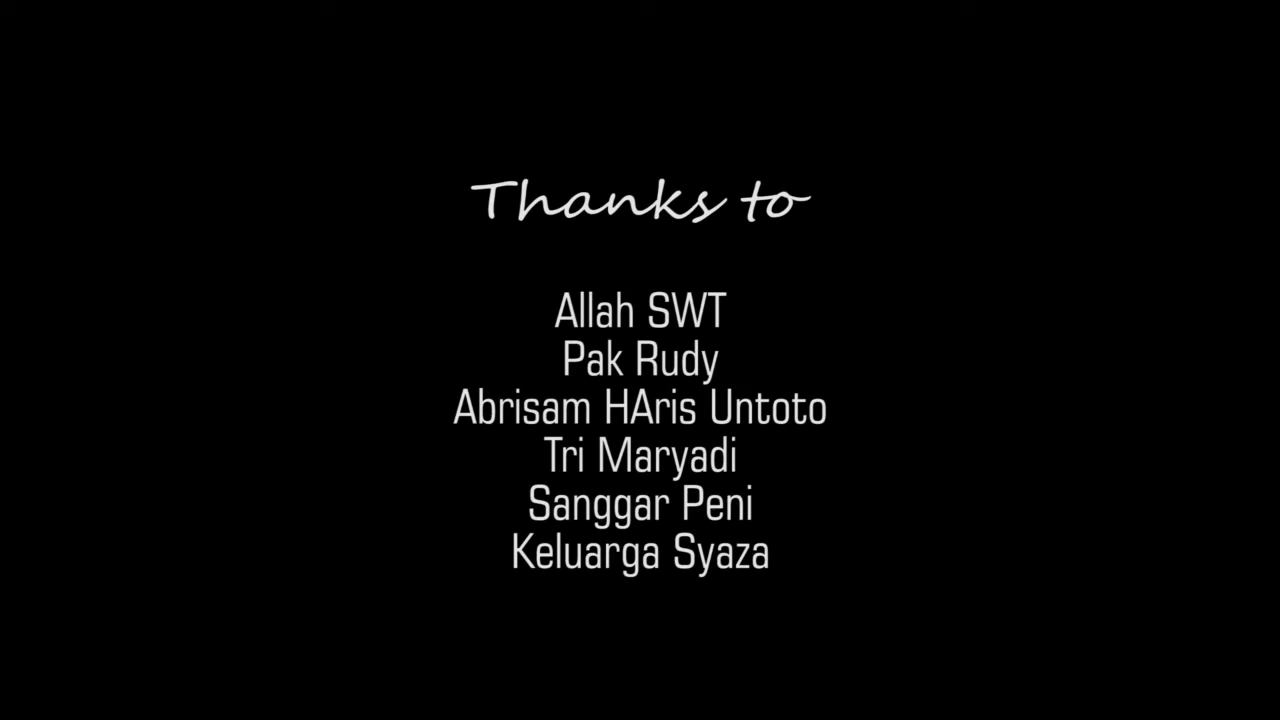 Thanks to
Allah SWT
Pak Rudy
Abrisam HAris Untoto
Tri Maryadi
Sanggar Peni
Keluarga Syaza